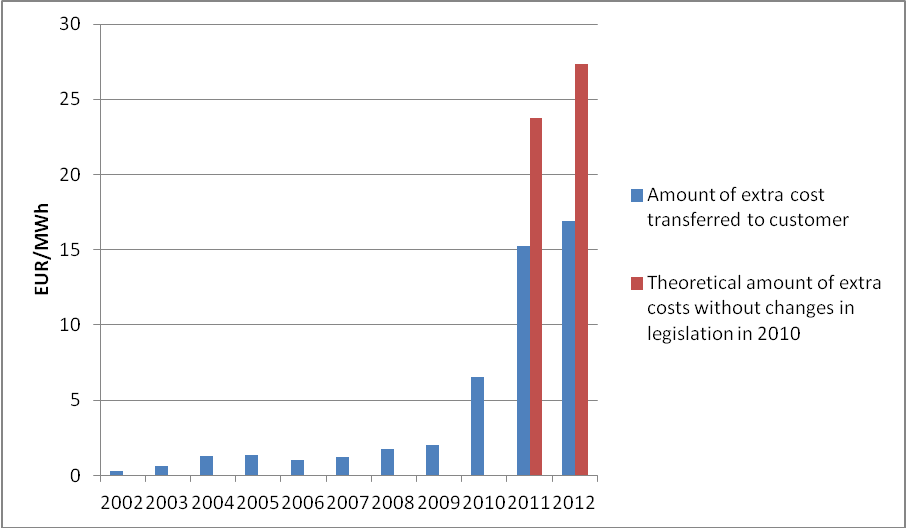 30
25
20
15
10
5
0
EUR/MWh
2002 2003 2004 2005 2006 2007 2008 2009 2010 2011 2012
Amount of extra cost
transferred to customer
Theoretical amount of extra
costs without changes in
legislation in 2010